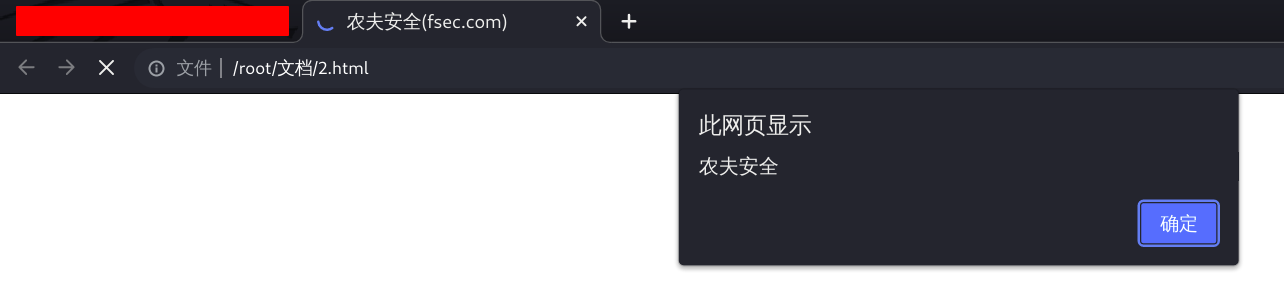 农夫安全(fsec.com)
文件 | /root/文档/2.html
此网页显示
农夫安全
确定